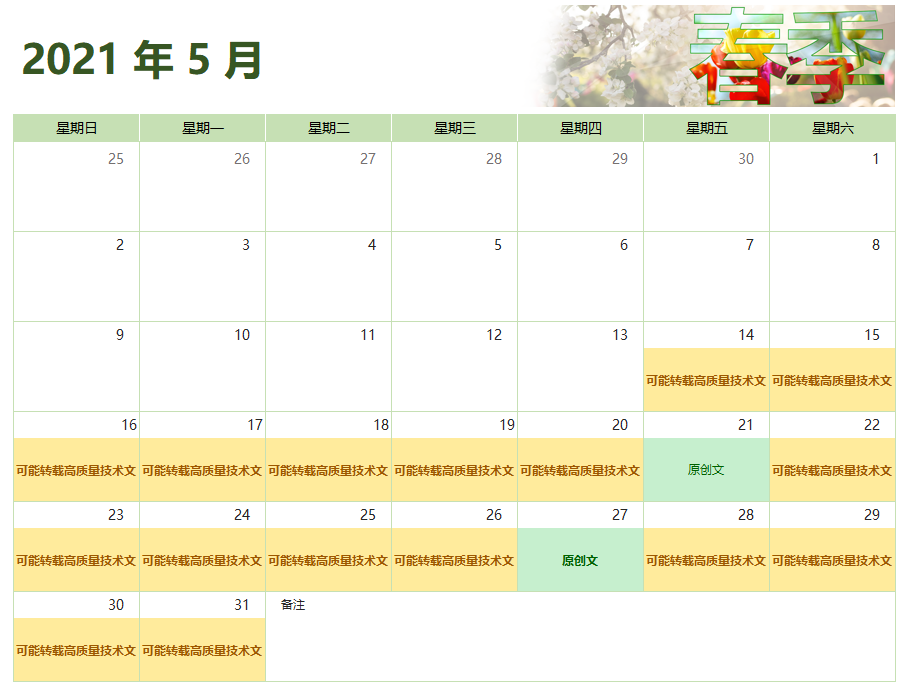 2021 年 5 月
春季
星期日 星期一 星期二 星期三 星期四 星期五 星期六
25 26 27 28 29 30 1
2 3 4 5 6 7 8
9 10 11 12 13 14 15
可能转载高质量技术文 可能转载高质量技术文
16 17 18 19 20 21 22
可能转载高质量技术文 可能转载高质量技术文 可能转载高质量技术文 可能转载高质量技术文 可能转载高质量技术文 原创文 可能转载高质量技术文
23 24 25 26 27 28 29
可能转载高质量技术文 可能转载高质量技术文 可能转载高质量技术文 可能转载高质量技术文 原创文 可能转载高质量技术文 可能转载高质量技术文
30 31 备注
可能转载高质量技术文 可能转载高质量技术文